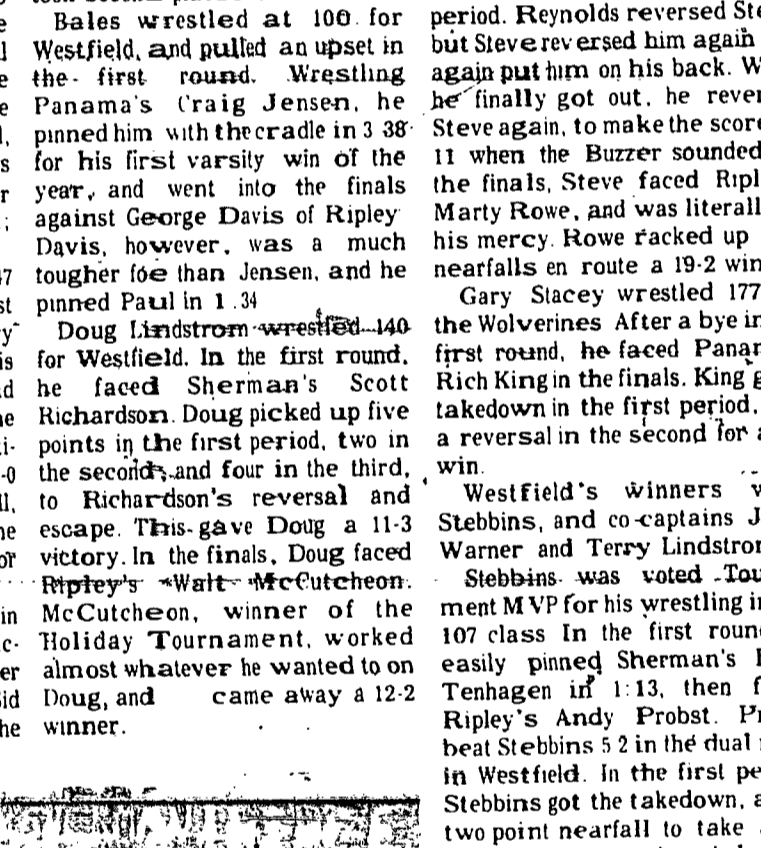 Bales wrestled at 100 for
Westfield, and pulled an upset in
the first round. Wrestling
Panama's Craig Jensen, he
pinned him with the cradle in 3 38
for his first varsity win of the
year, and went into the finals
against George Davis of Ripley
Davis, however, was a much
tougher foe than Jensen, and he
pinned Paul in 1.34
Doug Lindstrom wrestled 140
for Westfield. In the first round,
he faced Sherman's Scott
Richardson. Doug picked up five
points in the first period, two in
the second, and four in the third,
to Richardson's reversal and
escape. This gave Doug a 11-3
victory. In the finals, Doug faced
Ripley's Walt McCutcheon.
McCutcheon, winner of the
Holiday Tournament, worked
almost whatever he wanted to on
Doug, and came away a 12-2
winner.
period. Reynolds reversed Ste
but Steve reversed him again
again put him on his back. W
he finally got out, he rever
Steve again, to make the score
11 when the Buzzer sounded
the finals, Steve faced Ripl
Marty Rowe, and was literall
his mercy. Rowe racked up
nearfalls en route a 19-2 win
Gary Stacey wrestled 177
the Wolverines After a bye in
first round, he faced Panam
Rich King in the finals. King g
takedown in the first period,
a reversal in the second for a
win.
Westfield's winners w
Stebbins, and co-captains J
Warner and Terry Lindstrom
Stebbins was voted Tou
ment MVP for his wrestling in
107 class In the first roun
easily pinned Sherman's
Tenhagen in 1:13, then f
Ripley's Andy Probst. Pr
beat Stebbins 5 2 in the dual
in Westfield. In the first pe
Stebbins got the takedown, a
two point nearfall to take